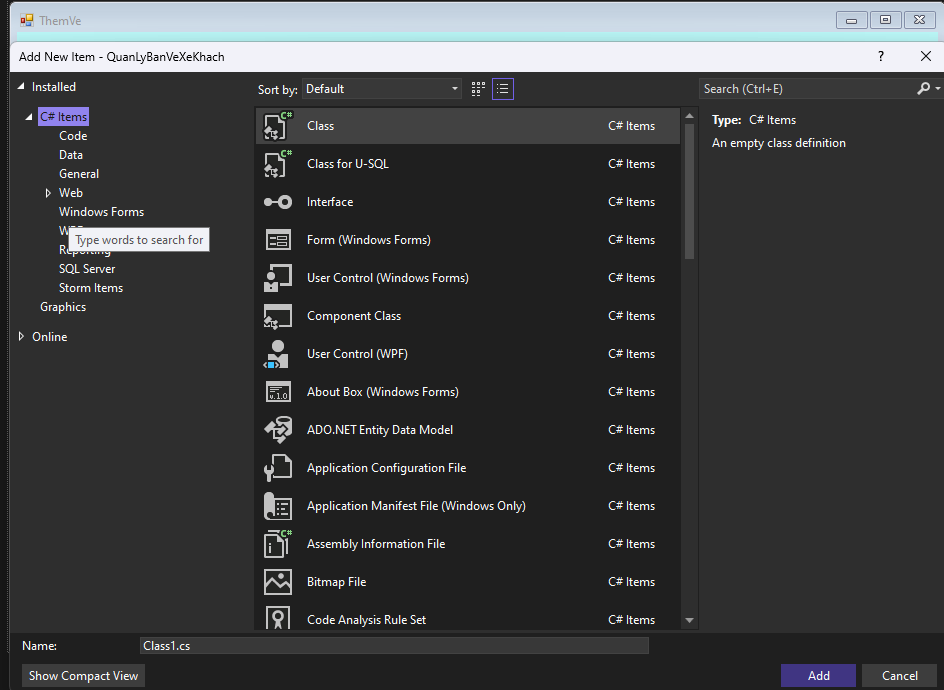 ThemVe
Add New Item - QuanLyBanVeXeKhach
?
Installed
C# Items
Code
Data
General
Web
Windows Forms
Type words to search for
Reporting
SQL Server
Storm Items
Graphics
Online
Sort by: Default
Class C# Items
Class for U-SQL C# Items
Interface C# Items
Form (Windows Forms) C# Items
User Control (Windows Forms) C# Items
Component Class C# Items
User Control (WPF) C# Items
About Box (Windows Forms) C# Items
ADO.NET Entity Data Model C# Items
Application Configuration File C# Items
Application Manifest File (Windows Only) C# Items
Assembly Information File C# Items
Bitmap File C# Items
Code Analysis Rule Set C# Items
Search (Ctrl+E)
Type: C# Items
An empty class definition
Name: Class1.cs
Show Compact View
Add
Cancel